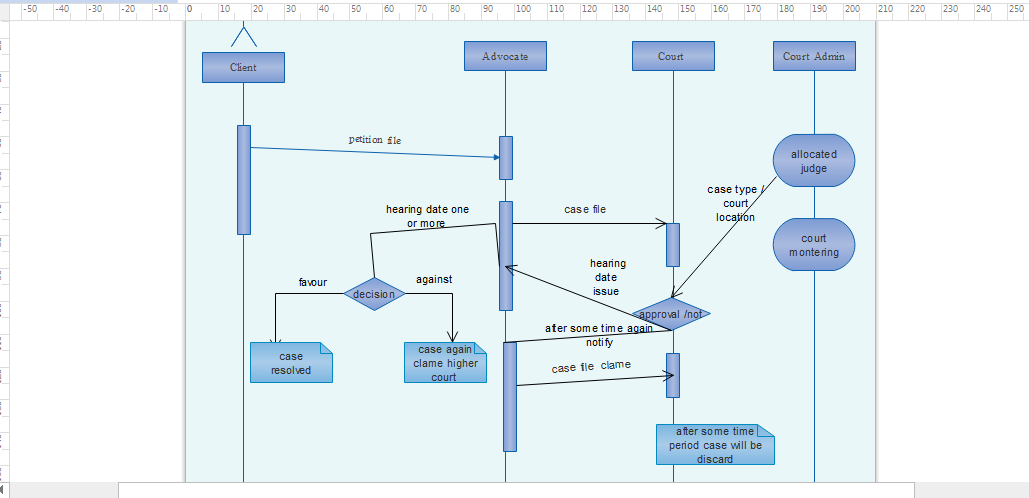 -50 -40 -30 -20 -10 0 10 20 30 40 50 60 70 80 90 100 110 120 130 140 150 160 170 180 190 200 210 220 230 240 250
Client
Advocate
Court
Court Admin
petition file
allocated
judge
case type /
court
location
hearing date one
or more
case file
court
montering
hearing
date
issue
favour
against
decision
approval /not
after some time again
notify
case
resolved
case again
clame higher
court
case file clame
after some time
period case will be
discard